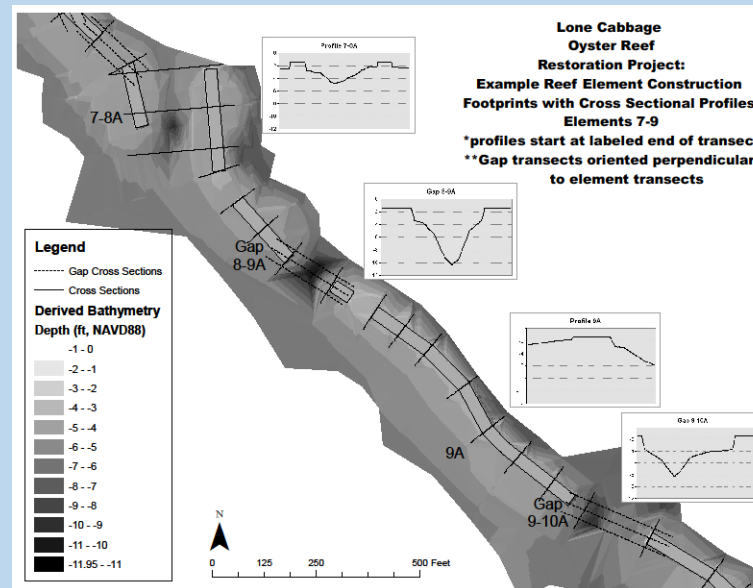 Lone Cabbage
Oyster Reef
Restoration Project:
Example Reef Element Construction
Footprints with Cross Sectional Profiles
Elements 7-9
*profiles start at labeled end of transec
**Gap transects oriented perpendicular
to element transects
Profile 7-8A
7-8A
Gap 8-9A
Gap
8-9A
Profile 9A
9A
Gap 9-10A
Gap
9-10A
Legend
Gap Cross Sections
Cross Sections
Derived Bathymetry
Depth (ft, NAVD88)
-1 - 0
-2 - -1
-3 - -2
-4 - -3
-5 - -4
-6 - -5
-7 - -6
-8 - -7
-9 - -8
-10 - -9
-11 - -10
-11.95 - -11
N
0 125 250 500 Feet